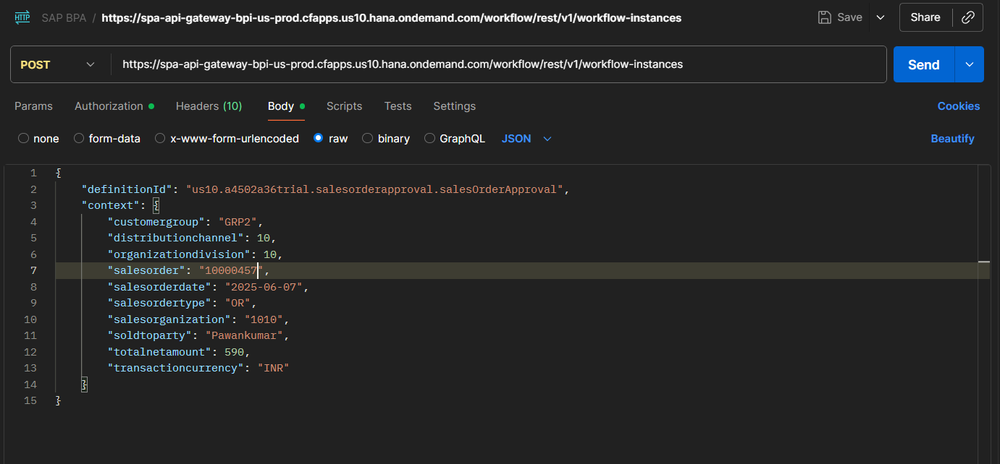 HTTP SAP BPA / https://spa-api-gateway-bpi-us-prod.cfapps.us10.hana.ondemand.com/workflow/rest/v1/workflow-instances Save Share
POST https://spa-api-gateway-bpi-us-prod.cfapps.us10.hana.ondemand.com/workflow/rest/v1/workflow-instances Send
Params Authorization Headers (10) Body Scripts Tests Settings Cookies
none form-data x-www-form-urlencoded raw binary GraphQL JSON Beautify
1 {
2 "definitionId": "us10.a4502a36trial.salesorderapproval.salesOrderApproval",
3 "context": {
4 "customergroup": "GRP2",
5 "distributionchannel": 10,
6 "organizationdivision": 10,
7 "salesorder": "10000457",
8 "salesorderdate": "2025-06-07",
9 "salesordertype": "OR",
10 "salesorganization": "1010",
11 "soldtoparty": "Pawankumar",
12 "totalnetamount": 590,
13 "transactioncurrency": "INR"
14 }
15 }